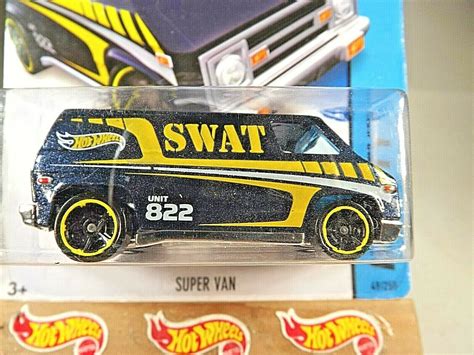 Hot Wheels
SWAT
UNIT
822
3+
SUPER VAN
HOT WHEELS
HOT WHEELS
HOT WHEELS